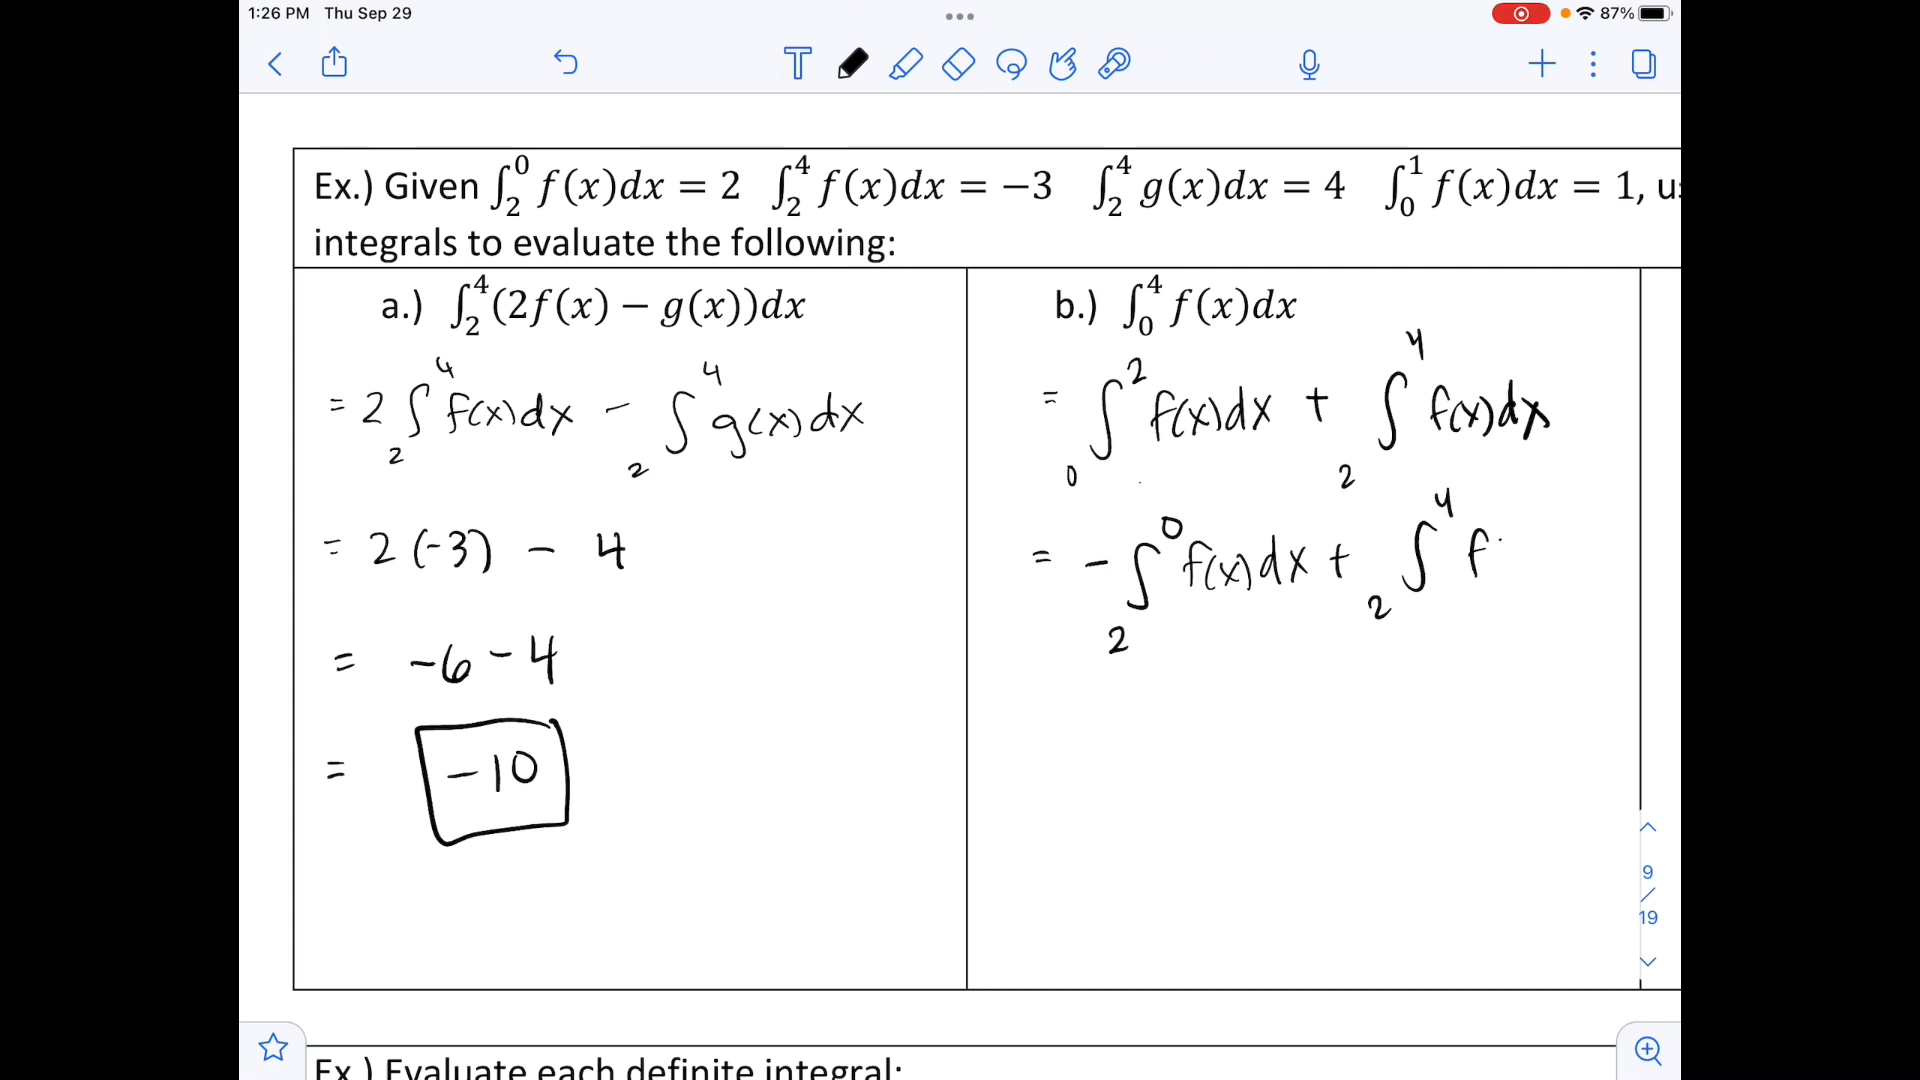 1:26 PM Thu Sep 29
87%
Ex.) Given ∫₂⁰ f(x)dx = 2 ∫₂⁴ f(x)dx = −3 ∫₂⁴ g(x)dx = 4 ∫₀¹ f(x)dx = 1,
integrals to evaluate the following:
a.) ∫₂⁴(2f(x) − g(x))dx
= 2 ∫₂⁴ f(x)dx − ∫₂⁴ g(x)dx
= 2(-3) − 4
= -6 - 4
= -10
b.) ∫₀⁴ f(x)dx
= ∫₀² f(x)dx + ∫₂⁴ f(x)dx
= - ∫₂⁰ f(x)dx + ∫₂⁴ f
9
/
19
Ex.) Evaluate each definite integral: